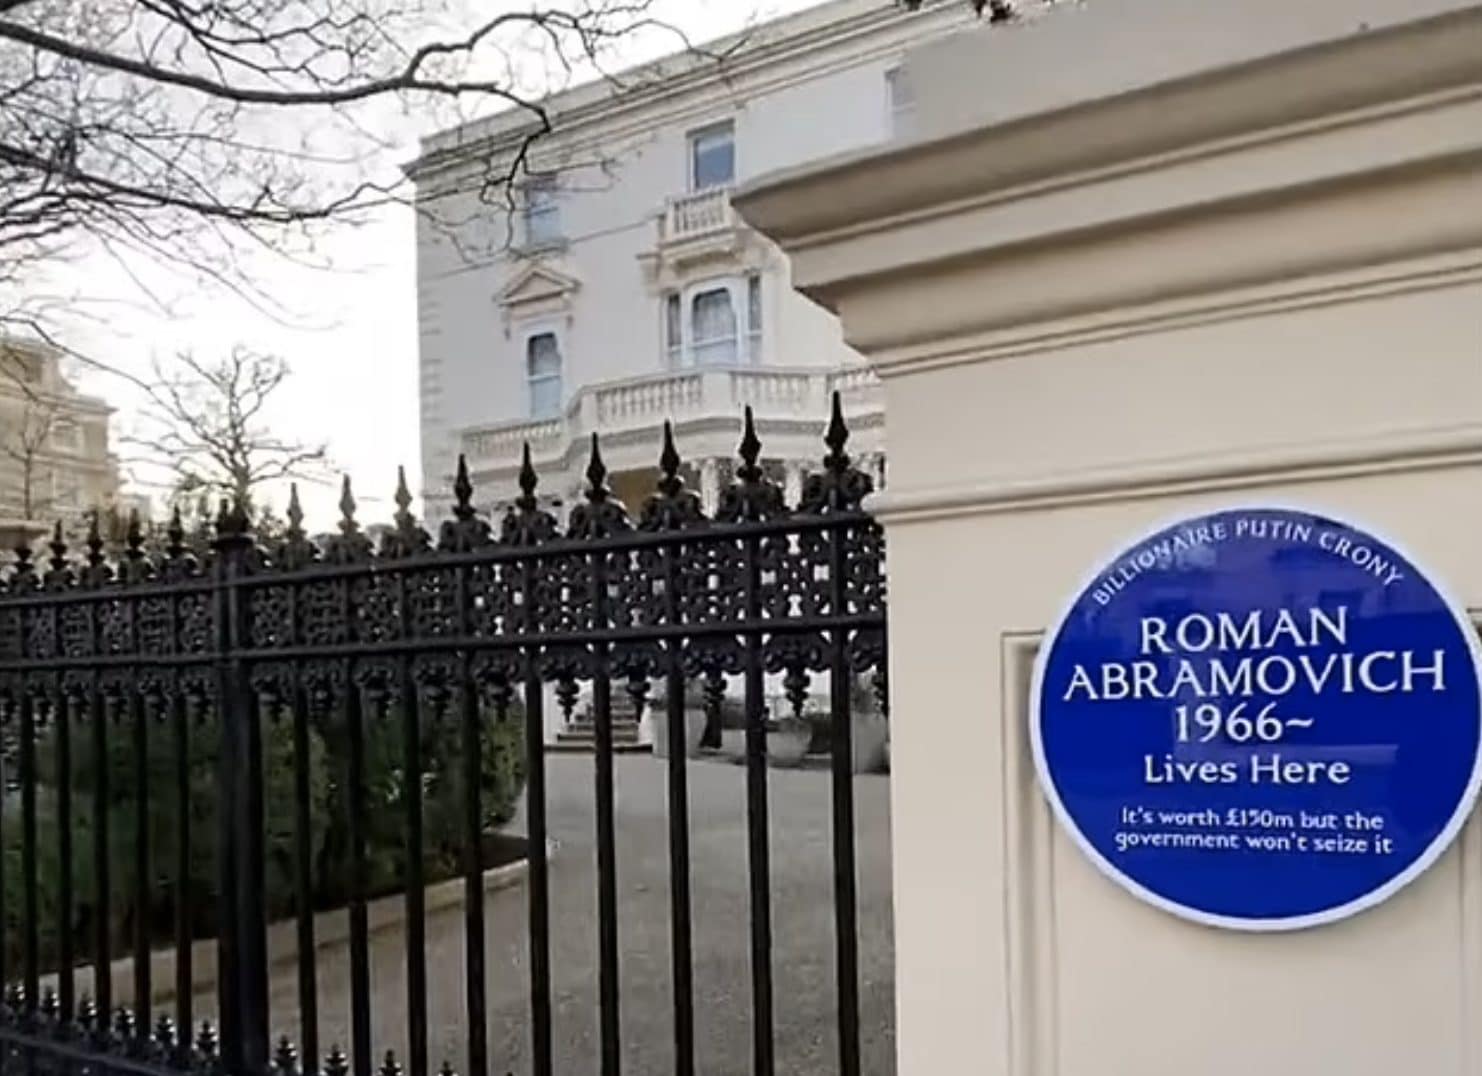 BILLIONAIRE PUTIN CRONY
ROMAN
ABRAMOVICH
1966~
Lives Here
It's worth £150m but the
government won't seize it